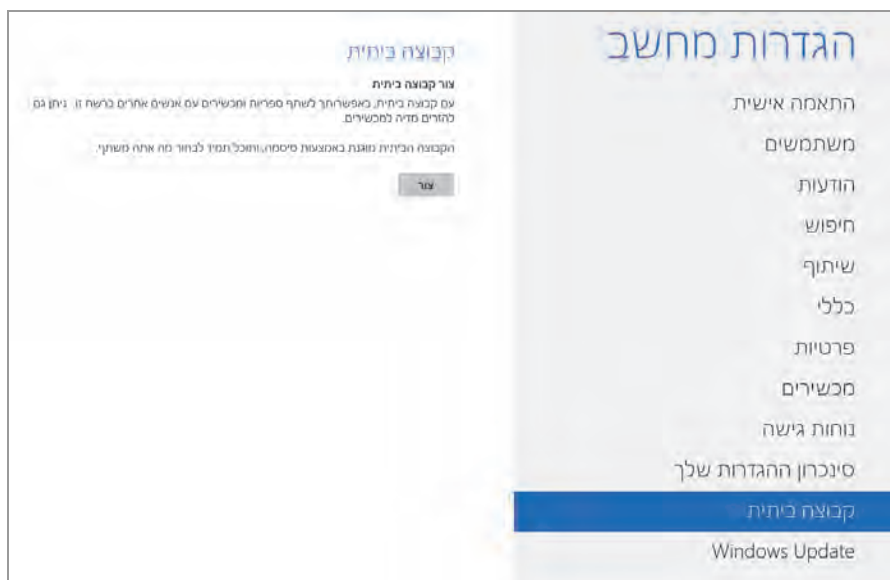 הגדרות מחשב
התאמה אישית
משתמשים
הודעות
חיפוש
שיתוף
כללי
פרטיות
מכשירים
נוחות גישה
סינכרון ההגדרות שלך
קבוצה ביתית
Windows Update
קבוצה ביתית
צור קבוצה ביתית
עם קבוצה ביתית, באפשרותך לשתף ספריות ומכשירים עם אנשים אחרים ברשת זו. ניתן גם
להזרים מדיה למכשירים.
הקבוצה הביתית מוגנת באמצעות סיסמה, ותוכל תמיד לבחור מה אתה משתף.
צור